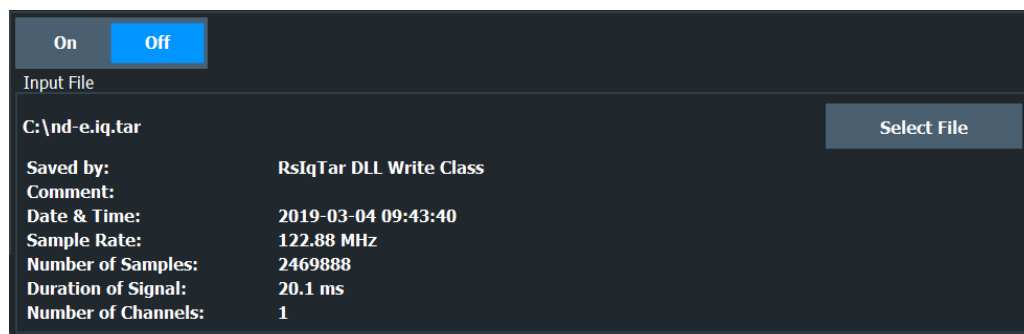 On Off
Input File
C:\nd-e.iq.tar Select File
Saved by: RsIqTar DLL Write Class
Comment:
Date & Time: 2019-03-04 09:43:40
Sample Rate: 122.88 MHz
Number of Samples: 2469888
Duration of Signal: 20.1 ms
Number of Channels: 1